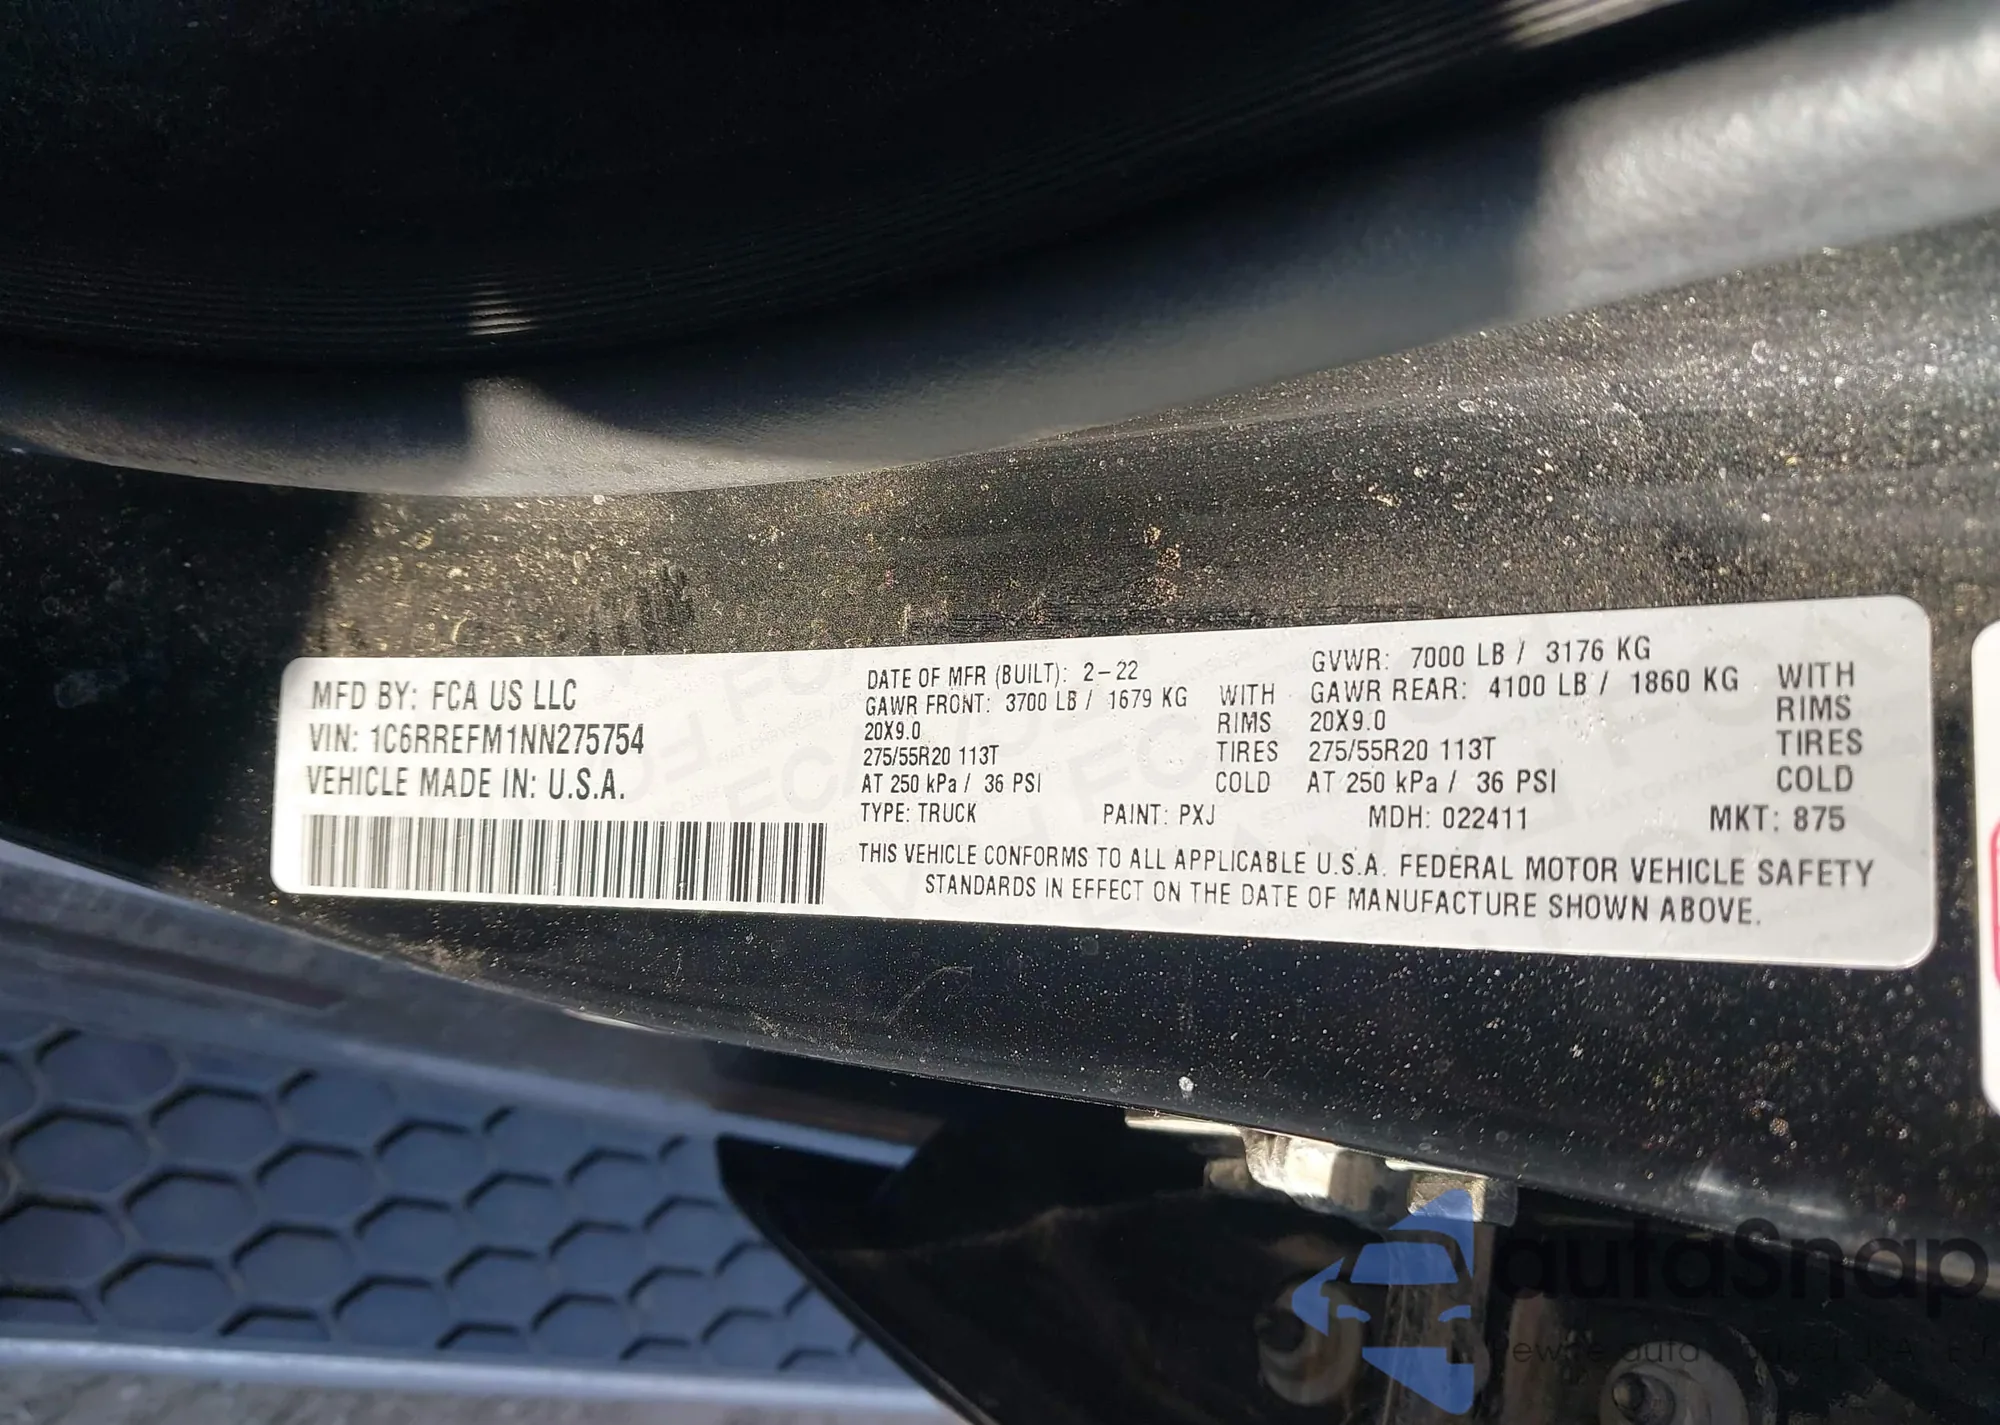 MFD BY: FCA US LLC
VIN: 1C6RREFM1NN275754
VEHICLE MADE IN: U.S.A.
DATE OF MFR (BUILT): 2-22
GAWR FRONT: 3700 LB / 1679 KG WITH
20X9.0 RIMS
275/55R20 113T TIRES
AT 250 kPa / 36 PSI COLD
GVWR: 7000 LB / 3176 KG
GAWR REAR: 4100 LB / 1860 KG WITH
20X9.0 RIMS
275/55R20 113T TIRES
AT 250 kPa / 36 PSI COLD
TYPE: TRUCK PAINT: PXJ MDH: 022411 MKT: 875
THIS VEHICLE CONFORMS TO ALL APPLICABLE U.S.A. FEDERAL MOTOR VEHICLE SAFETY
STANDARDS IN EFFECT ON THE DATE OF MANUFACTURE SHOWN ABOVE.
autaSnap